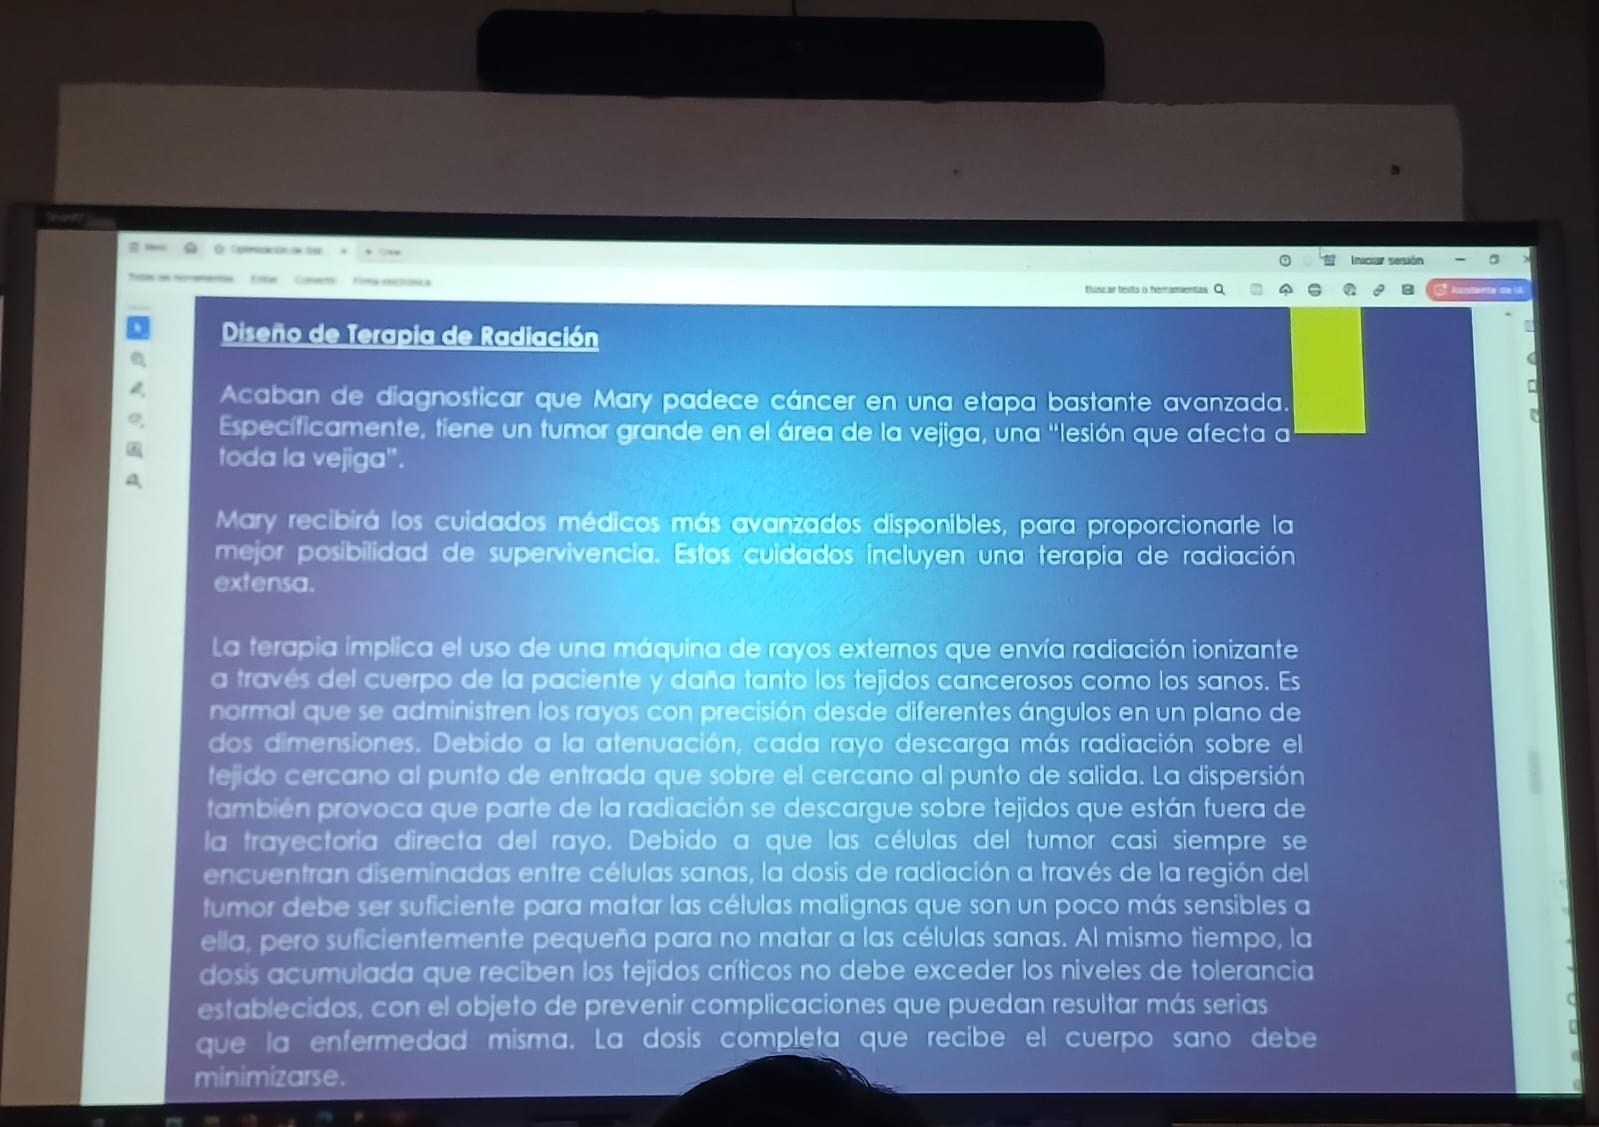 Iniciar sesión
Buscar texto o herramientas
Asistente de IA
Diseño de Terapia de Radiación
Acaban de diagnosticar que Mary padece cáncer en una etapa bastante avanzada.
Específicamente, tiene un tumor grande en el área de la vejiga, una "lesión que afecta a
toda la vejiga".
Mary recibirá los cuidados médicos más avanzados disponibles, para proporcionarle la
mejor posibilidad de supervivencia. Estos cuidados incluyen una terapia de radiación
extensa.
La terapia implica el uso de una máquina de rayos externos que envía radiación ionizante
a través del cuerpo de la paciente y daña tanto los tejidos cancerosos como los sanos. Es
normal que se administren los rayos con precisión desde diferentes ángulos en un plano de
dos dimensiones. Debido a la atenuación, cada rayo descarga más radiación sobre el
tejido cercano al punto de entrada que sobre el cercano al punto de salida. La dispersión
también provoca que parte de la radiación se descargue sobre tejidos que están fuera de
la trayectoria directa del rayo. Debido a que las células del tumor casi siempre se
encuentran diseminadas entre células sanas, la dosis de radiación a través de la región del
tumor debe ser suficiente para matar las células malignas que son un poco más sensibles a
ella, pero suficientemente pequeña para no matar a las células sanas. Al mismo tiempo, la
dosis acumulada que reciben los tejidos críticos no debe exceder los niveles de tolerancia
establecidos, con el objeto de prevenir complicaciones que puedan resultar más serias
que la enfermedad misma. La dosis completa que recibe el cuerpo sano debe
minimizarse.